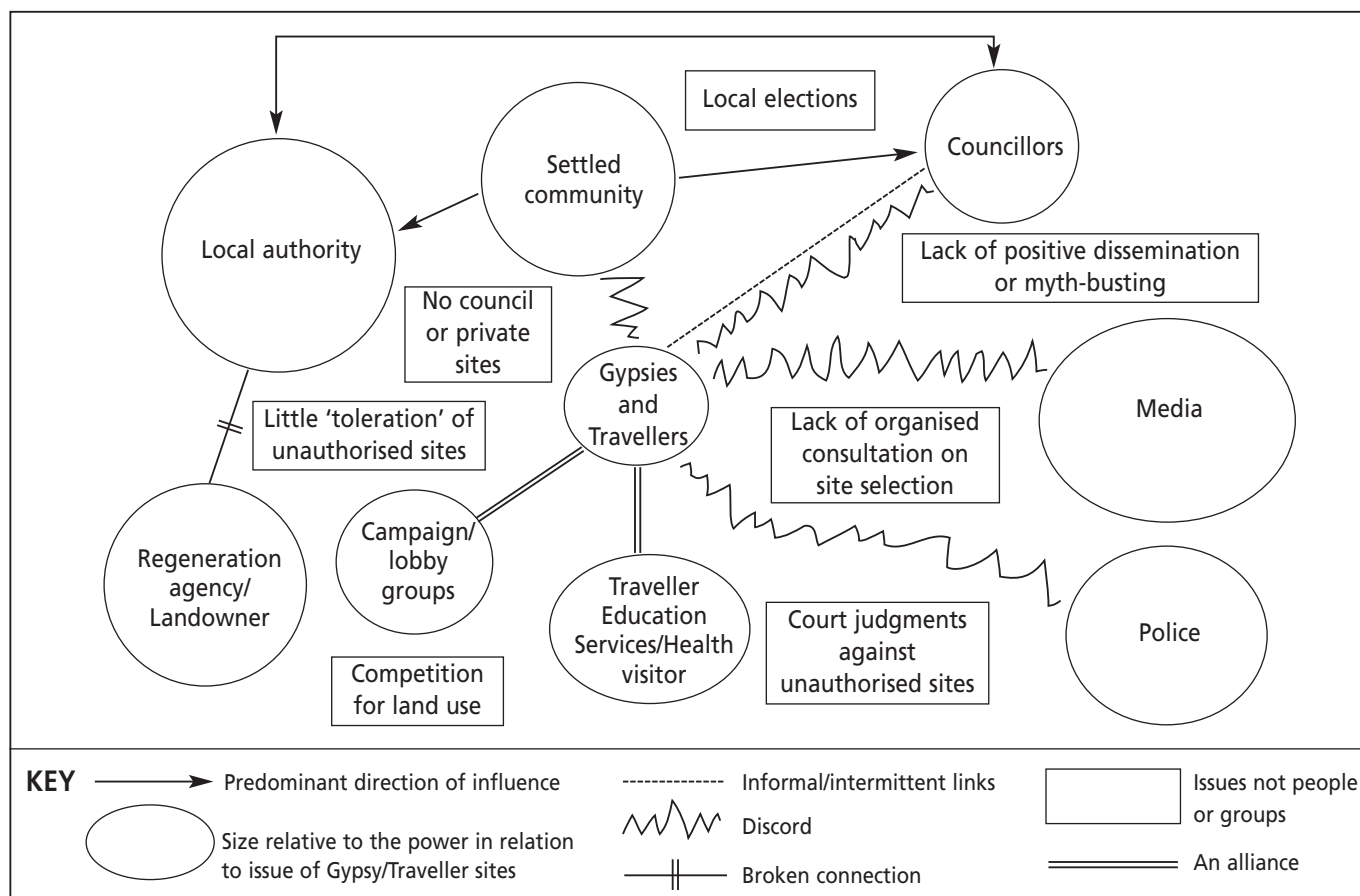 Local elections
Councillors
Settled
community
Local authority
Lack of positive dissemination
or myth-busting
No council
or private
sites
Gypsies
and
Travellers
Media
Little ‘toleration’ of
unauthorised sites
Lack of organised
consultation on
site selection
Campaign/
lobby
groups
Regeneration
agency/
Landowner
Traveller
Education
Services/Health
visitor
Court judgments
against
unauthorised sites
Police
Competition
for land use
KEY
Predominant direction of influence
Size relative to the power in relation
to issue of Gypsy/Traveller sites
Informal/intermittent links
Discord
Broken connection
Issues not people
or groups
An alliance